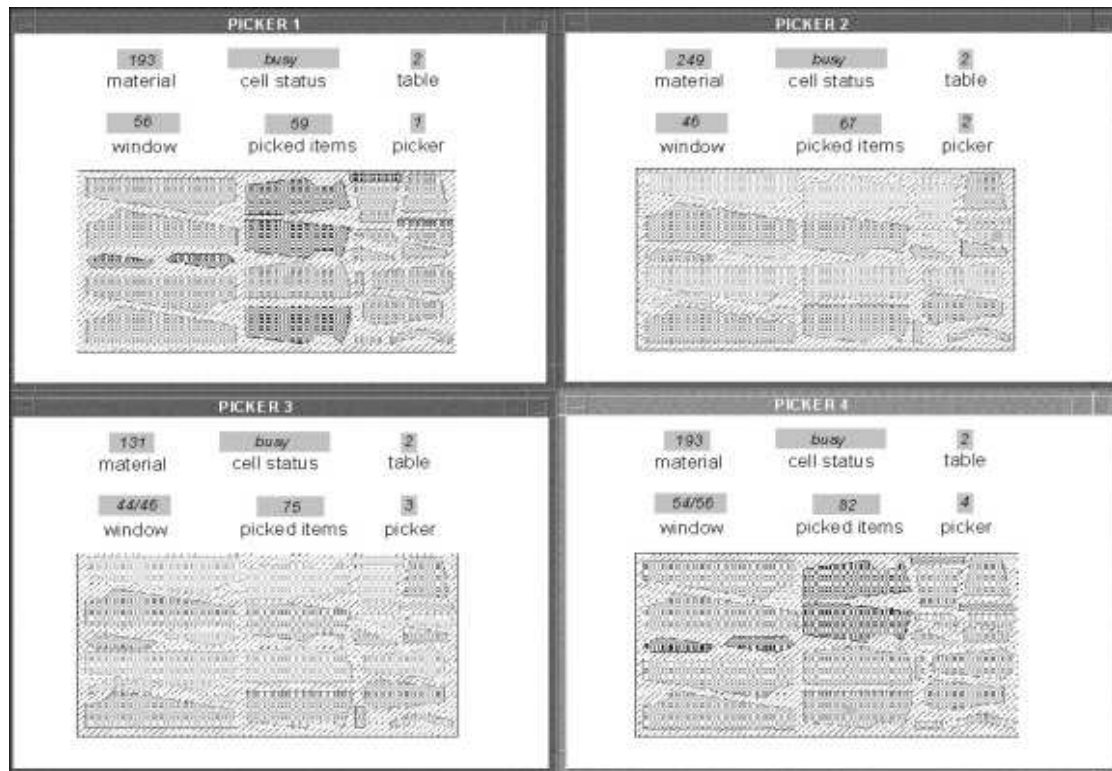 PICKER 1
193 busy 2
material cell status table
56 59 1
window picked items picker
PICKER 2
249 busy 2
material cell status table
46 67 2
window picked items picker
PICKER 3
131 busy 2
material cell status table
44/46 75 3
window picked items picker
PICKER 4
193 busy 2
material cell status table
54/56 82 4
window picked items picker